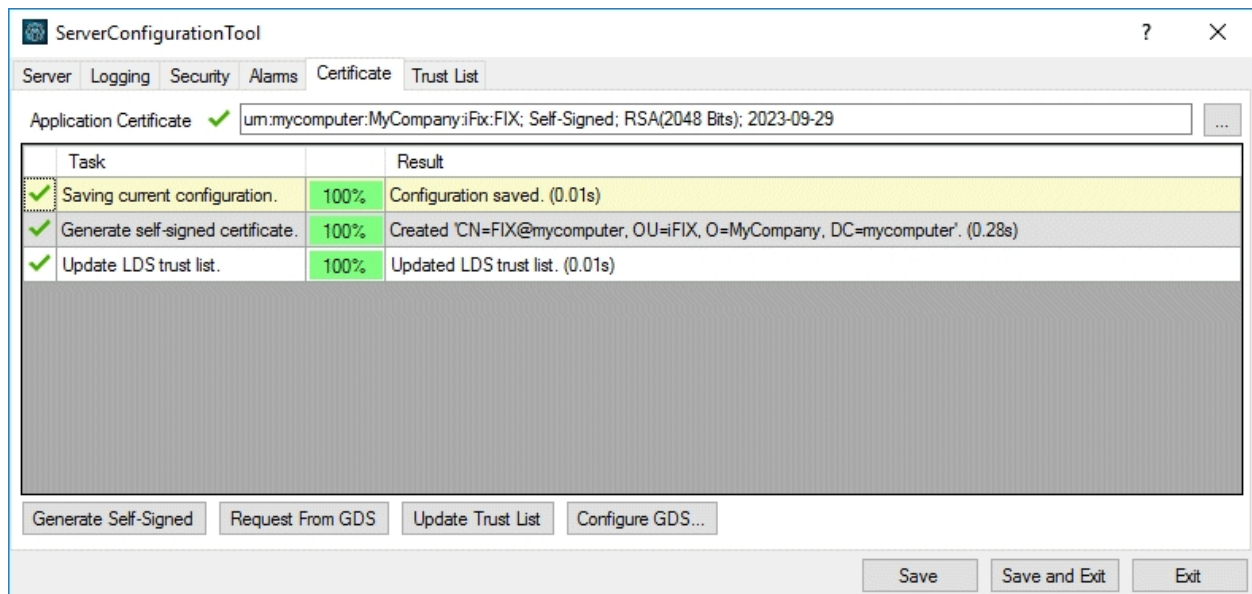 ServerConfigurationTool ?
Server Logging Security Alarms Certificate Trust List
Application Certificate urn:mycomputer:MyCompany:iFix:FIX; Self-Signed; RSA(2048 Bits); 2023-09-29 ...
Task Result
Saving current configuration. 100% Configuration saved. (0.01s)
Generate self-signed certificate. 100% Created 'CN=FIX@mycomputer, OU=iFIX, O=MyCompany, DC=mycomputer'. (0.28s)
Update LDS trust list. 100% Updated LDS trust list. (0.01s)
Generate Self-Signed Request From GDS Update Trust List Configure GDS...
Save Save and Exit Exit